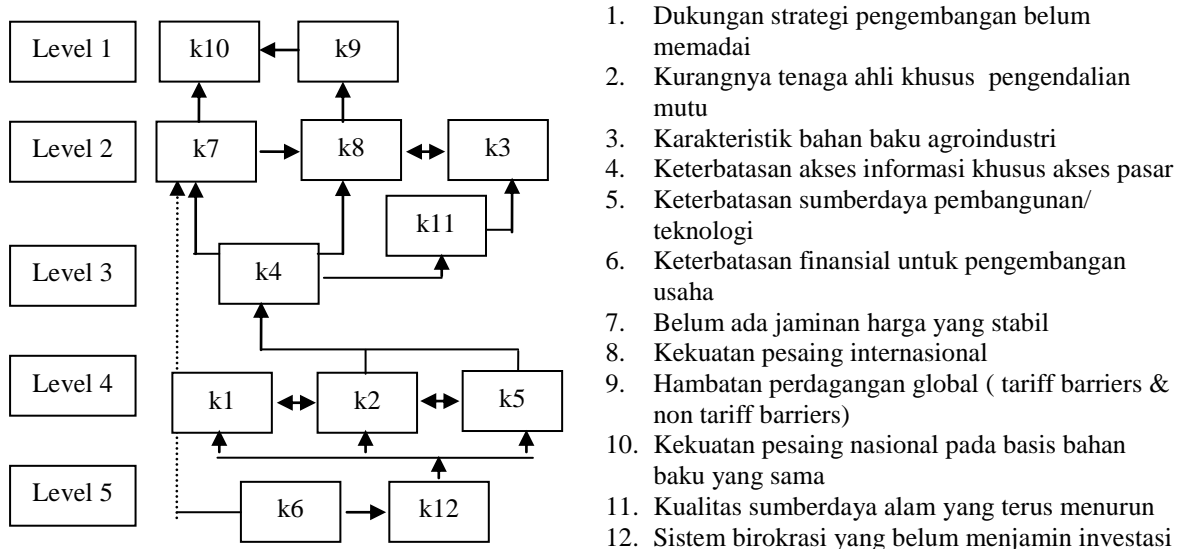 Level 1
k10
k9
Level 2
k7
k8
k3
k11
Level 3
k4
Level 4
k1
k2
k5
Level 5
k6
k12
1. Dukungan strategi pengembangan belum
memadai
2. Kurangnya tenaga ahli khusus pengendalian
mutu
3. Karakteristik bahan baku agroindustri
4. Keterbatasan akses informasi khusus akses pasar
5. Keterbatasan sumberdaya pembangunan/
teknologi
6. Keterbatasan finansial untuk pengembangan
usaha
7. Belum ada jaminan harga yang stabil
8. Kekuatan pesaing internasional
9. Hambatan perdagangan global ( tariff barriers &
non tariff barriers)
10. Kekuatan pesaing nasional pada basis bahan
baku yang sama
11. Kualitas sumberdaya alam yang terus menurun
12. Sistem birokrasi yang belum menjamin investasi